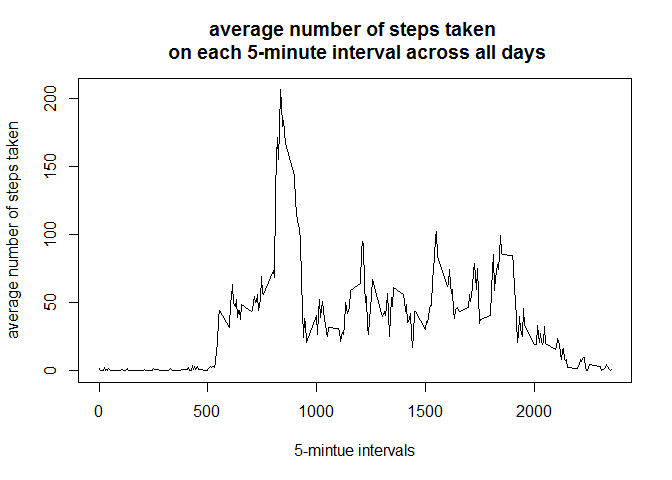 average number of steps taken
on each 5-minute interval across all days
average number of steps taken
200
150
100
50
0
0
500
1000
1500
2000
5-mintue intervals